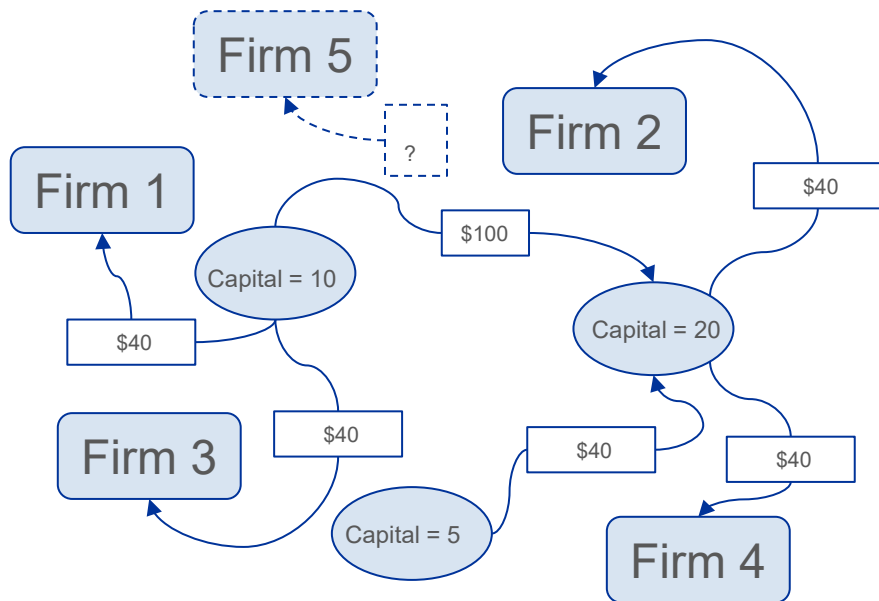 Firm 5
Firm 2
?
Firm 1
$40
$100
Capital = 10
Capital = 20
$40
$40
Firm 3
$40
$40
Capital = 5
Firm 4